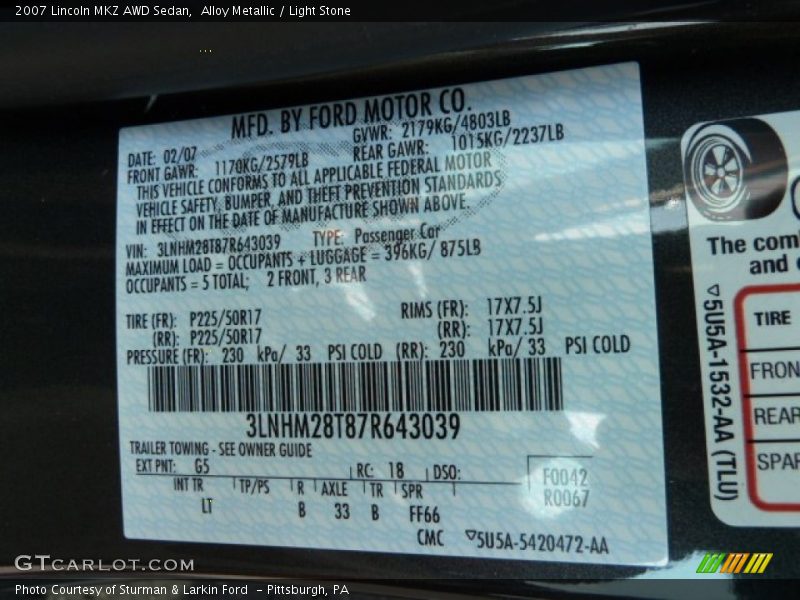 2007 Lincoln MKZ AWD Sedan,  Alloy Metallic / Light Stone
MFD. BY FORD MOTOR CO.
DATE: 02/07 GVWR: 2179KG/4803LB
FRONT GAWR: 1170KG/2579LB REAR GAWR: 1015KG/2237LB
THIS VEHICLE CONFORMS TO ALL APPLICABLE FEDERAL MOTOR
VEHICLE SAFETY, BUMPER, AND THEFT PREVENTION STANDARDS
IN EFFECT ON THE DATE OF MANUFACTURE SHOWN ABOVE.
VIN: 3LNHM28T87R643039 TYPE: Passenger Car
MAXIMUM LOAD = OCCUPANTS + LUGGAGE = 396KG/ 875LB
OCCUPANTS = 5 TOTAL; 2 FRONT, 3 REAR
TIRE (FR): P225/50R17 RIMS (FR): 17X7.5J
(RR): P225/50R17 (RR): 17X7.5J
PRESSURE (FR): 230 kPa/ 33 PSI COLD (RR): 230 kPa/ 33 PSI COLD
3LNHM28T87R643039
TRAILER TOWING - SEE OWNER GUIDE
EXT PNT: G5 RC: 18 DSO: F0042
INT TR TP/PS R AXLE TR SPR R0067
LT B 33 B FF66
CMC 5U5A-5420472-AA
The com
and
5U5A-1532-AA (TLU)
TIRE
FRON
REAR
SPAR
GTCARLOT.COM
Photo Courtesy of Sturman & Larkin Ford  - Pittsburgh, PA